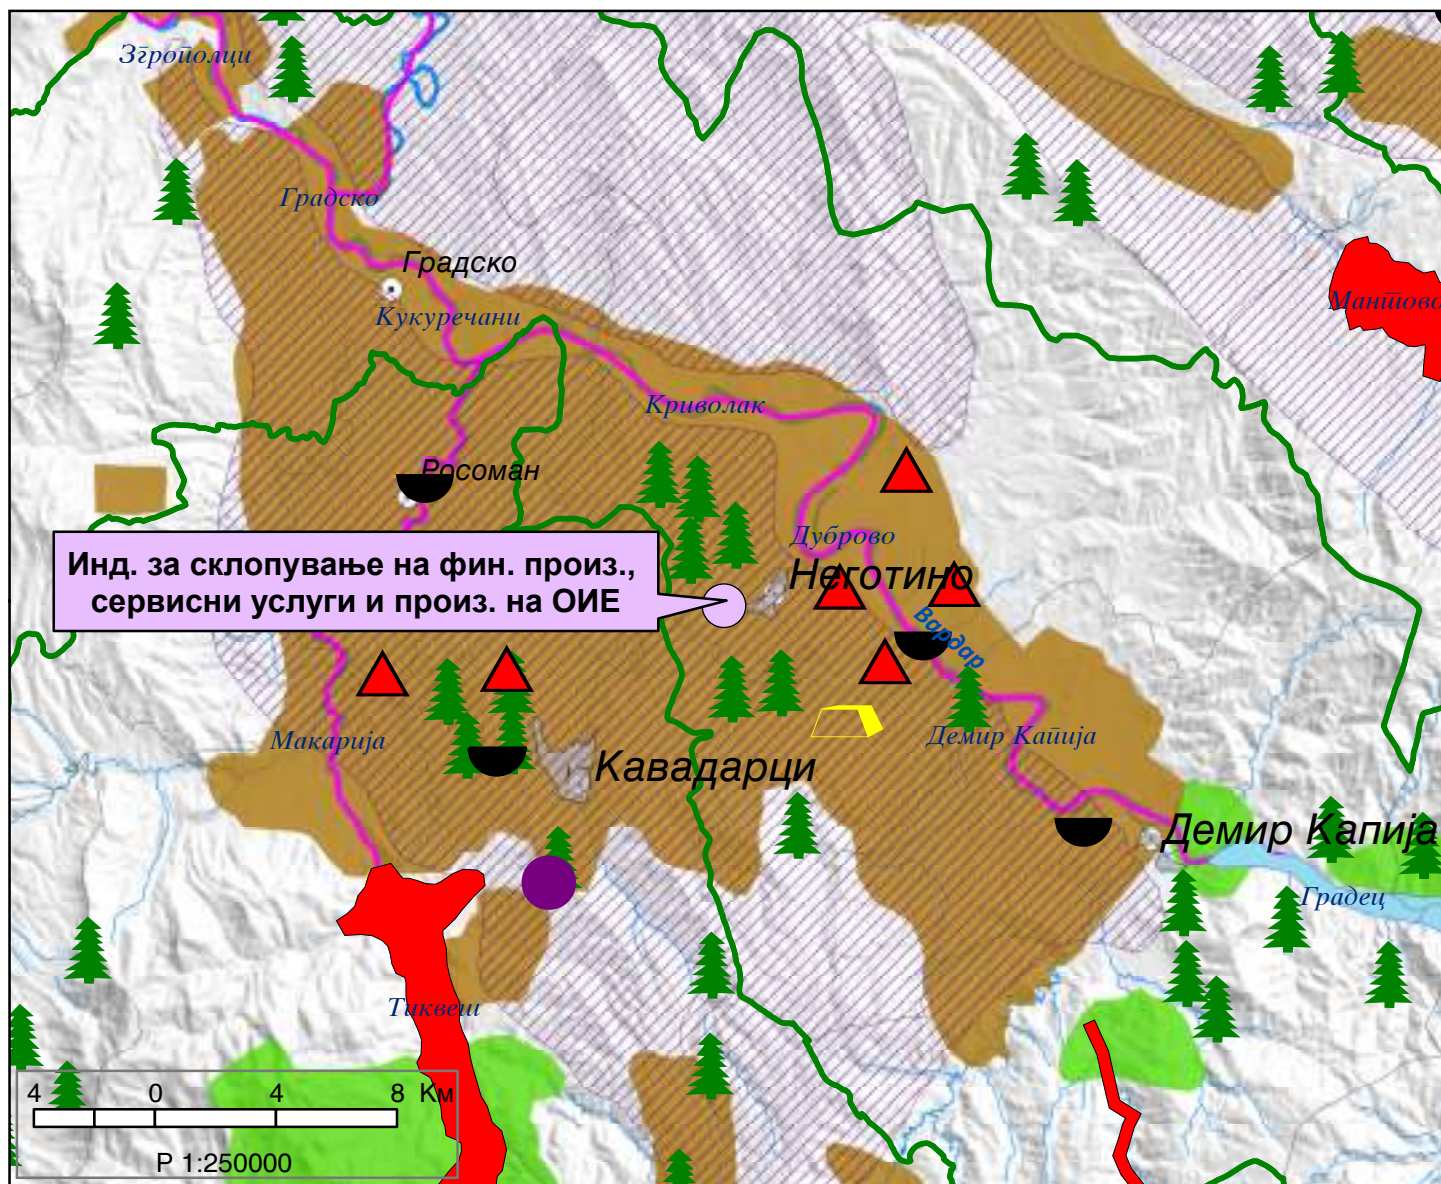 Згрополци
Градско
Градско
Кукуречани
Мантово
Криволак
Росоман
Дуброво
Инд. за склопување на фин. произ.,
сервисни услуги и произ. на ОИЕ
Неготино
Вардар
Макарија
Демир Капија
Кавадарци
Демир Капија
Градец
Тиквеш
4 0 4 8 Км
Р 1:250000